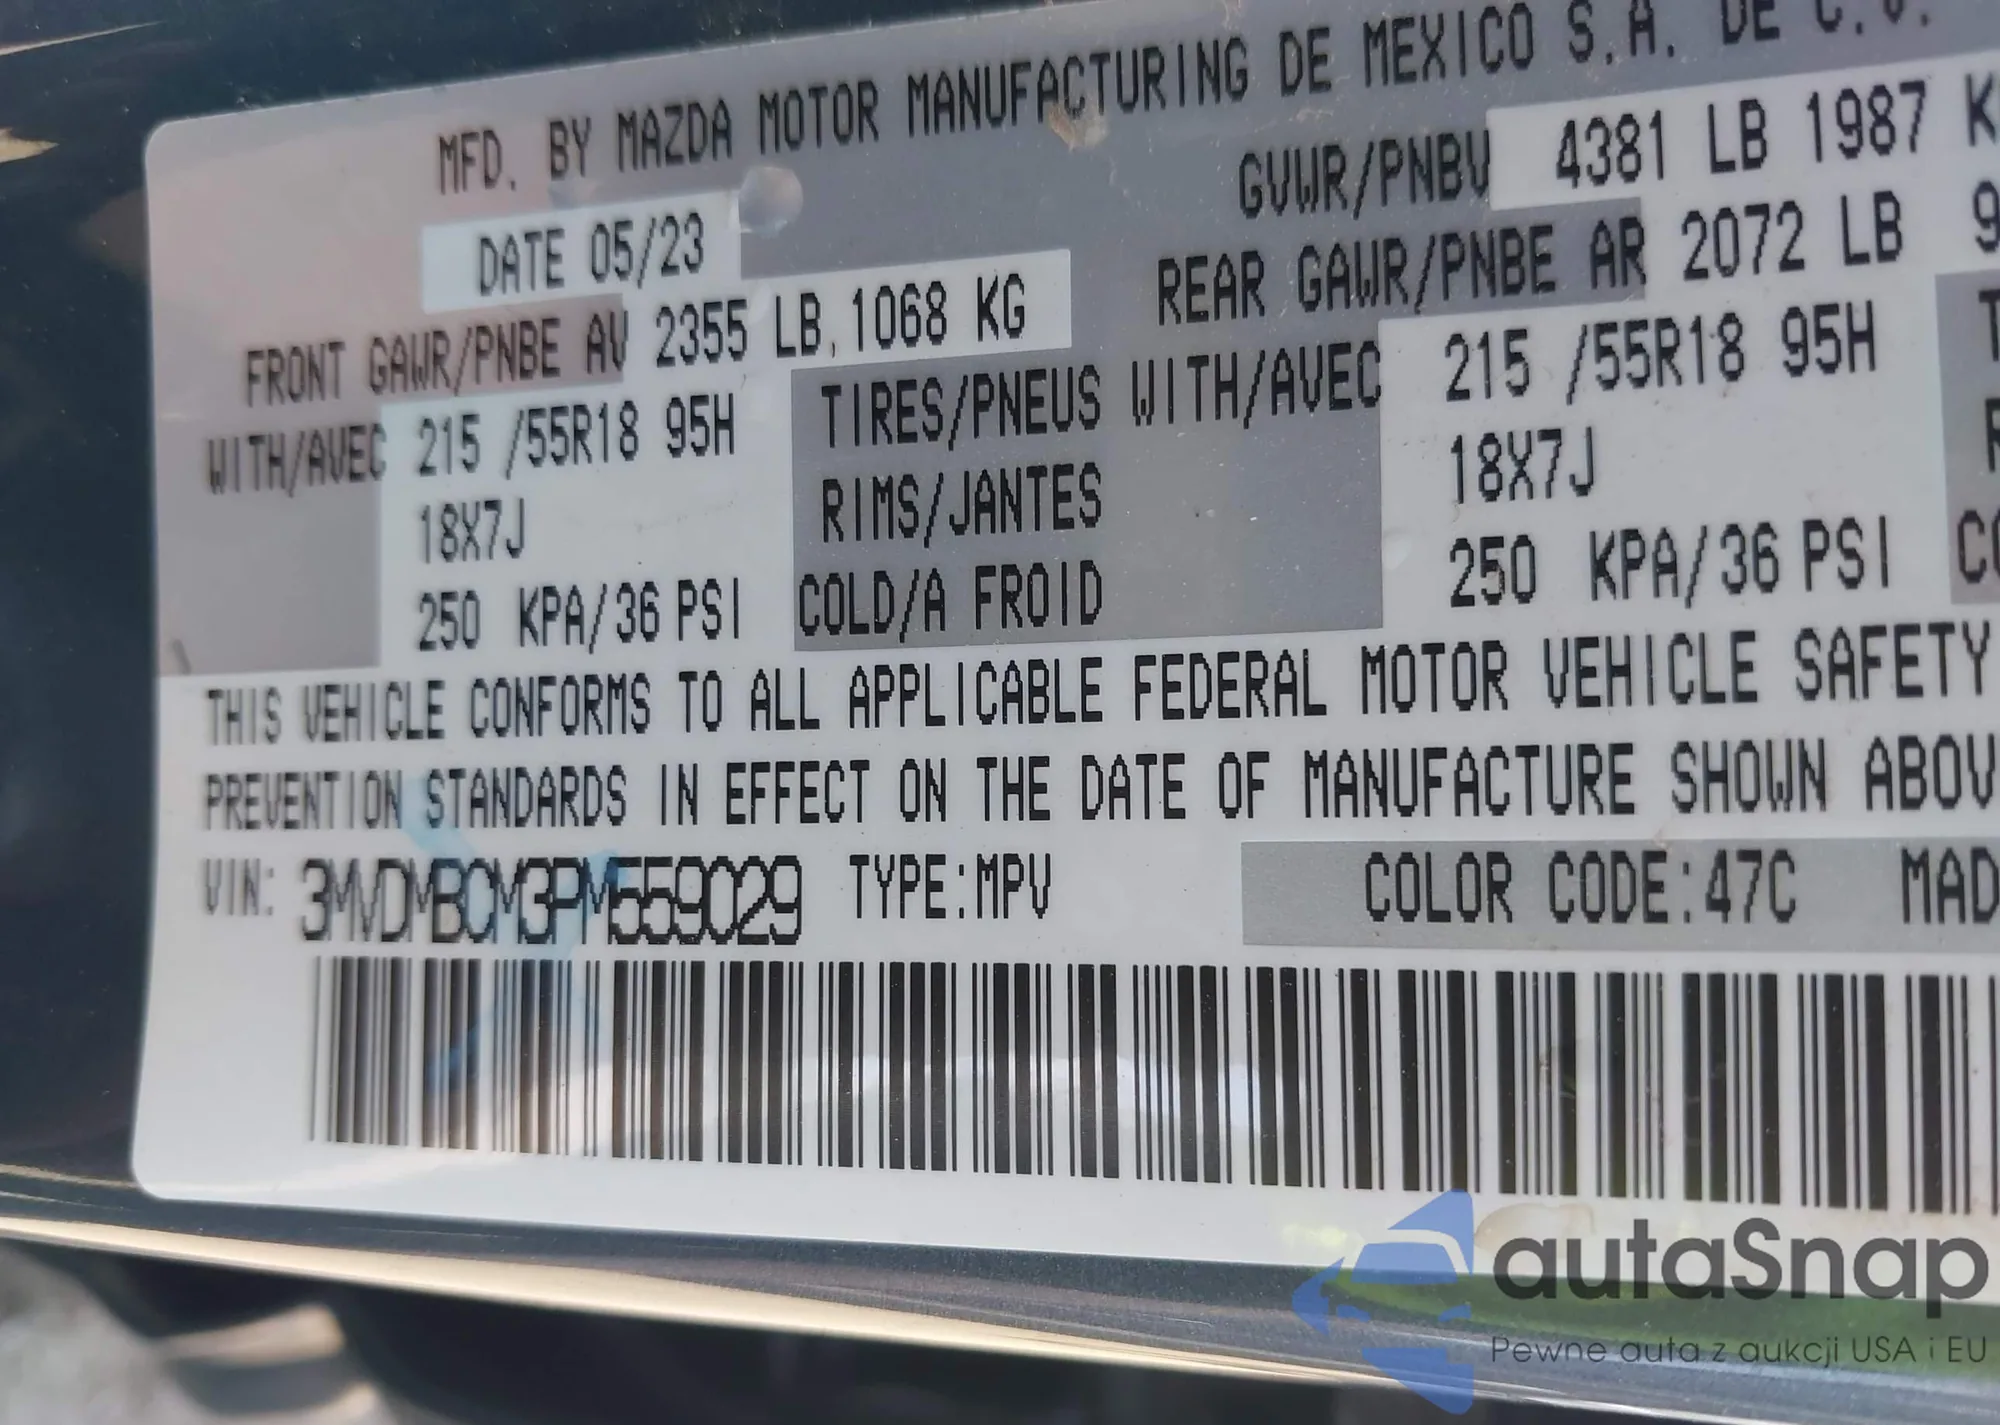 MFD. BY MAZDA MOTOR MANUFACTURING DE MEXICO S.A. DE C.V.
DATE 05/23 GVWR/PNBV 4381 LB 1987 K
FRONT GAWR/PNBE AV 2355 LB, 1068 KG REAR GAWR/PNBE AR 2072 LB 9
WITH/AVEC 215 /55R18 95H TIRES/PNEUS WITH/AVEC 215 /55R18 95H T
18X7J RIMS/JANTES 18X7J R
250 KPA/36 PSI COLD/A FROID 250 KPA/36 PSI CO
THIS VEHICLE CONFORMS TO ALL APPLICABLE FEDERAL MOTOR VEHICLE SAFETY
PREVENTION STANDARDS IN EFFECT ON THE DATE OF MANUFACTURE SHOWN ABOV
VIN: 3MVDMBCM3PM559029 TYPE:MPV COLOR CODE:47C MAD
autaSnap
Pewne auta z aukcji USA i EU